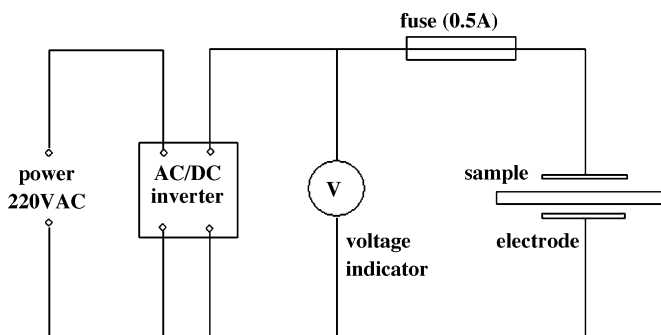 fuse (0.5A)
power
220VAC
AC/DC
inverter
V
sample
voltage
indicator
electrode